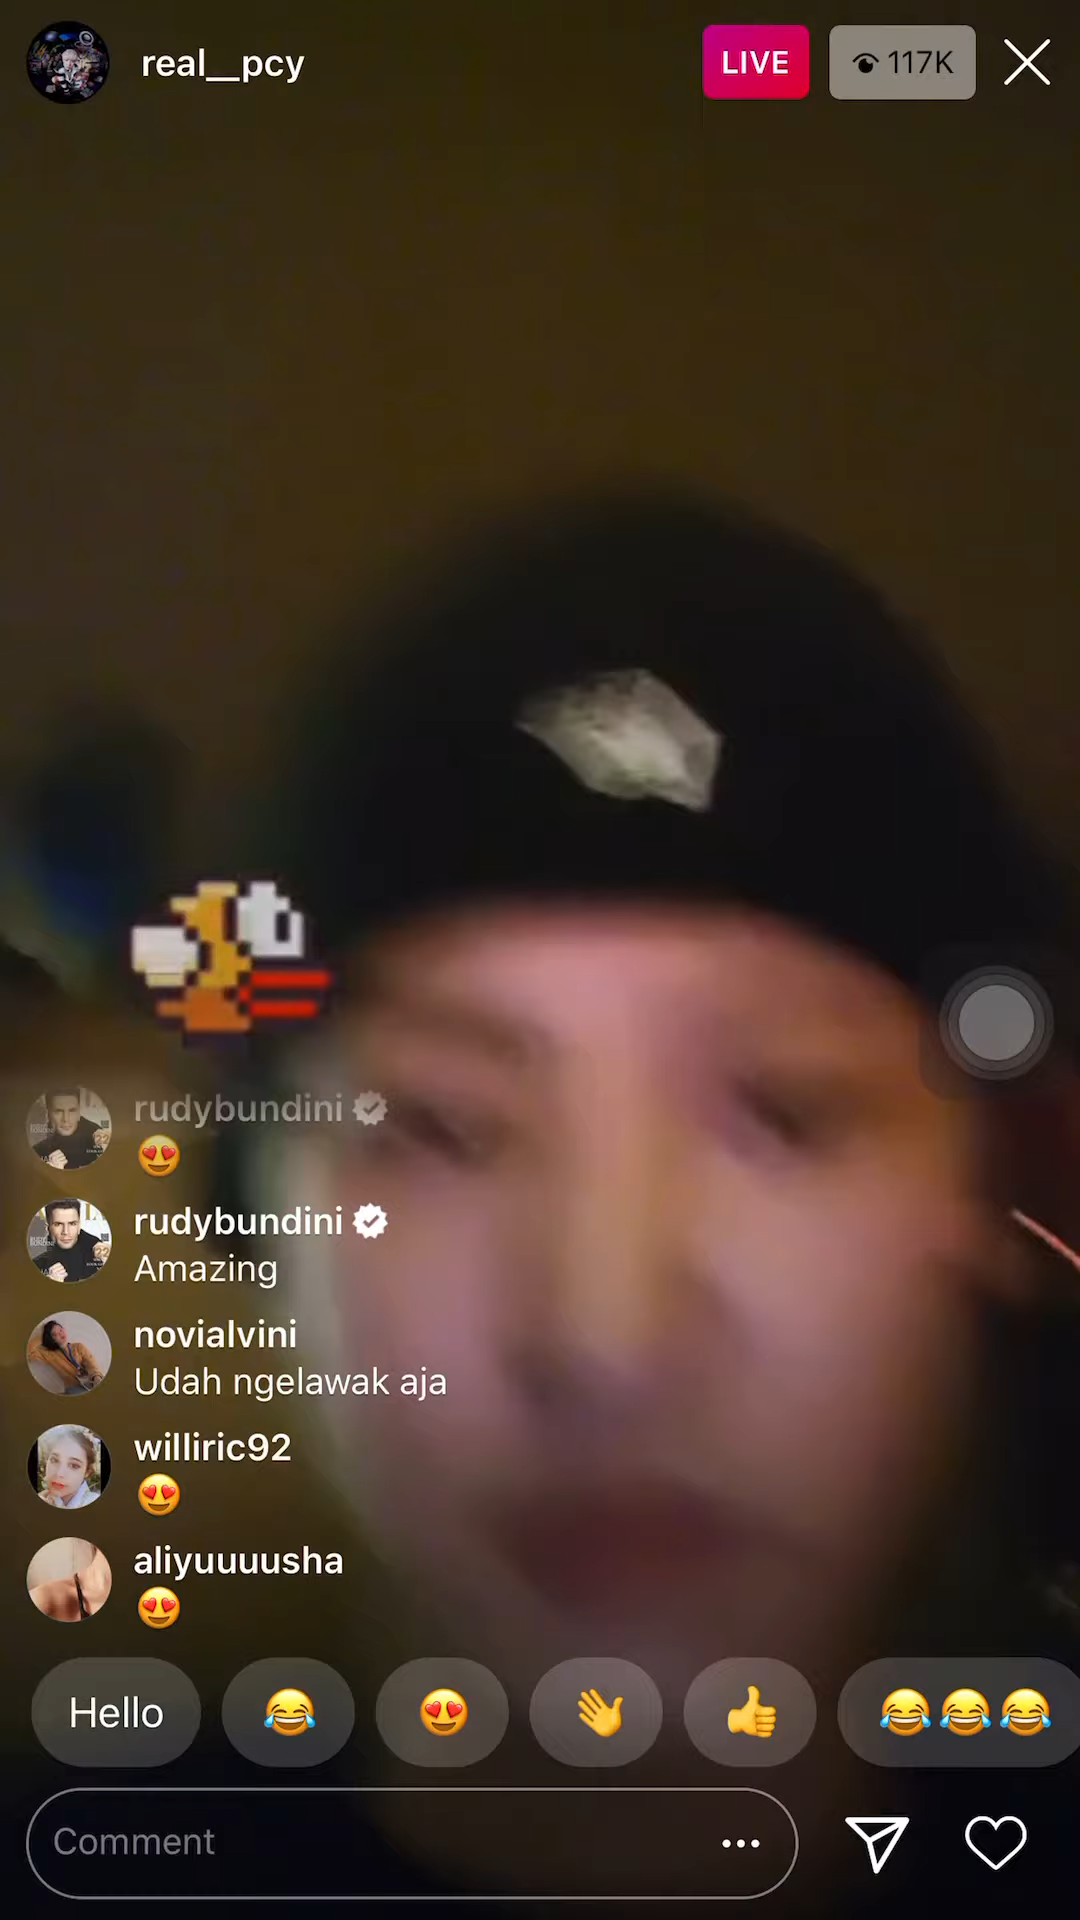 real__pcy
LIVE
117K
rudybundini
😍
rudybundini
Amazing
novialvini
Udah ngelawak aja
williric92
😍
aliyuuuusha
😍
Hello
😂
😍
👋
👍
😂😂😂
Comment